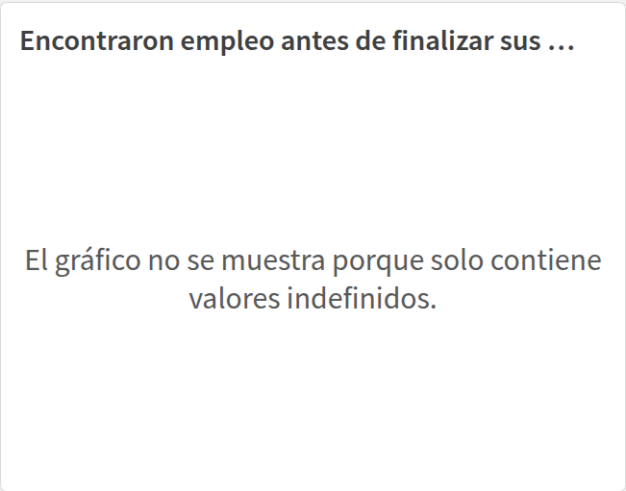 Encontraron empleo antes de finalizar sus ...
El gráfico no se muestra porque solo contiene
valores indefinidos.